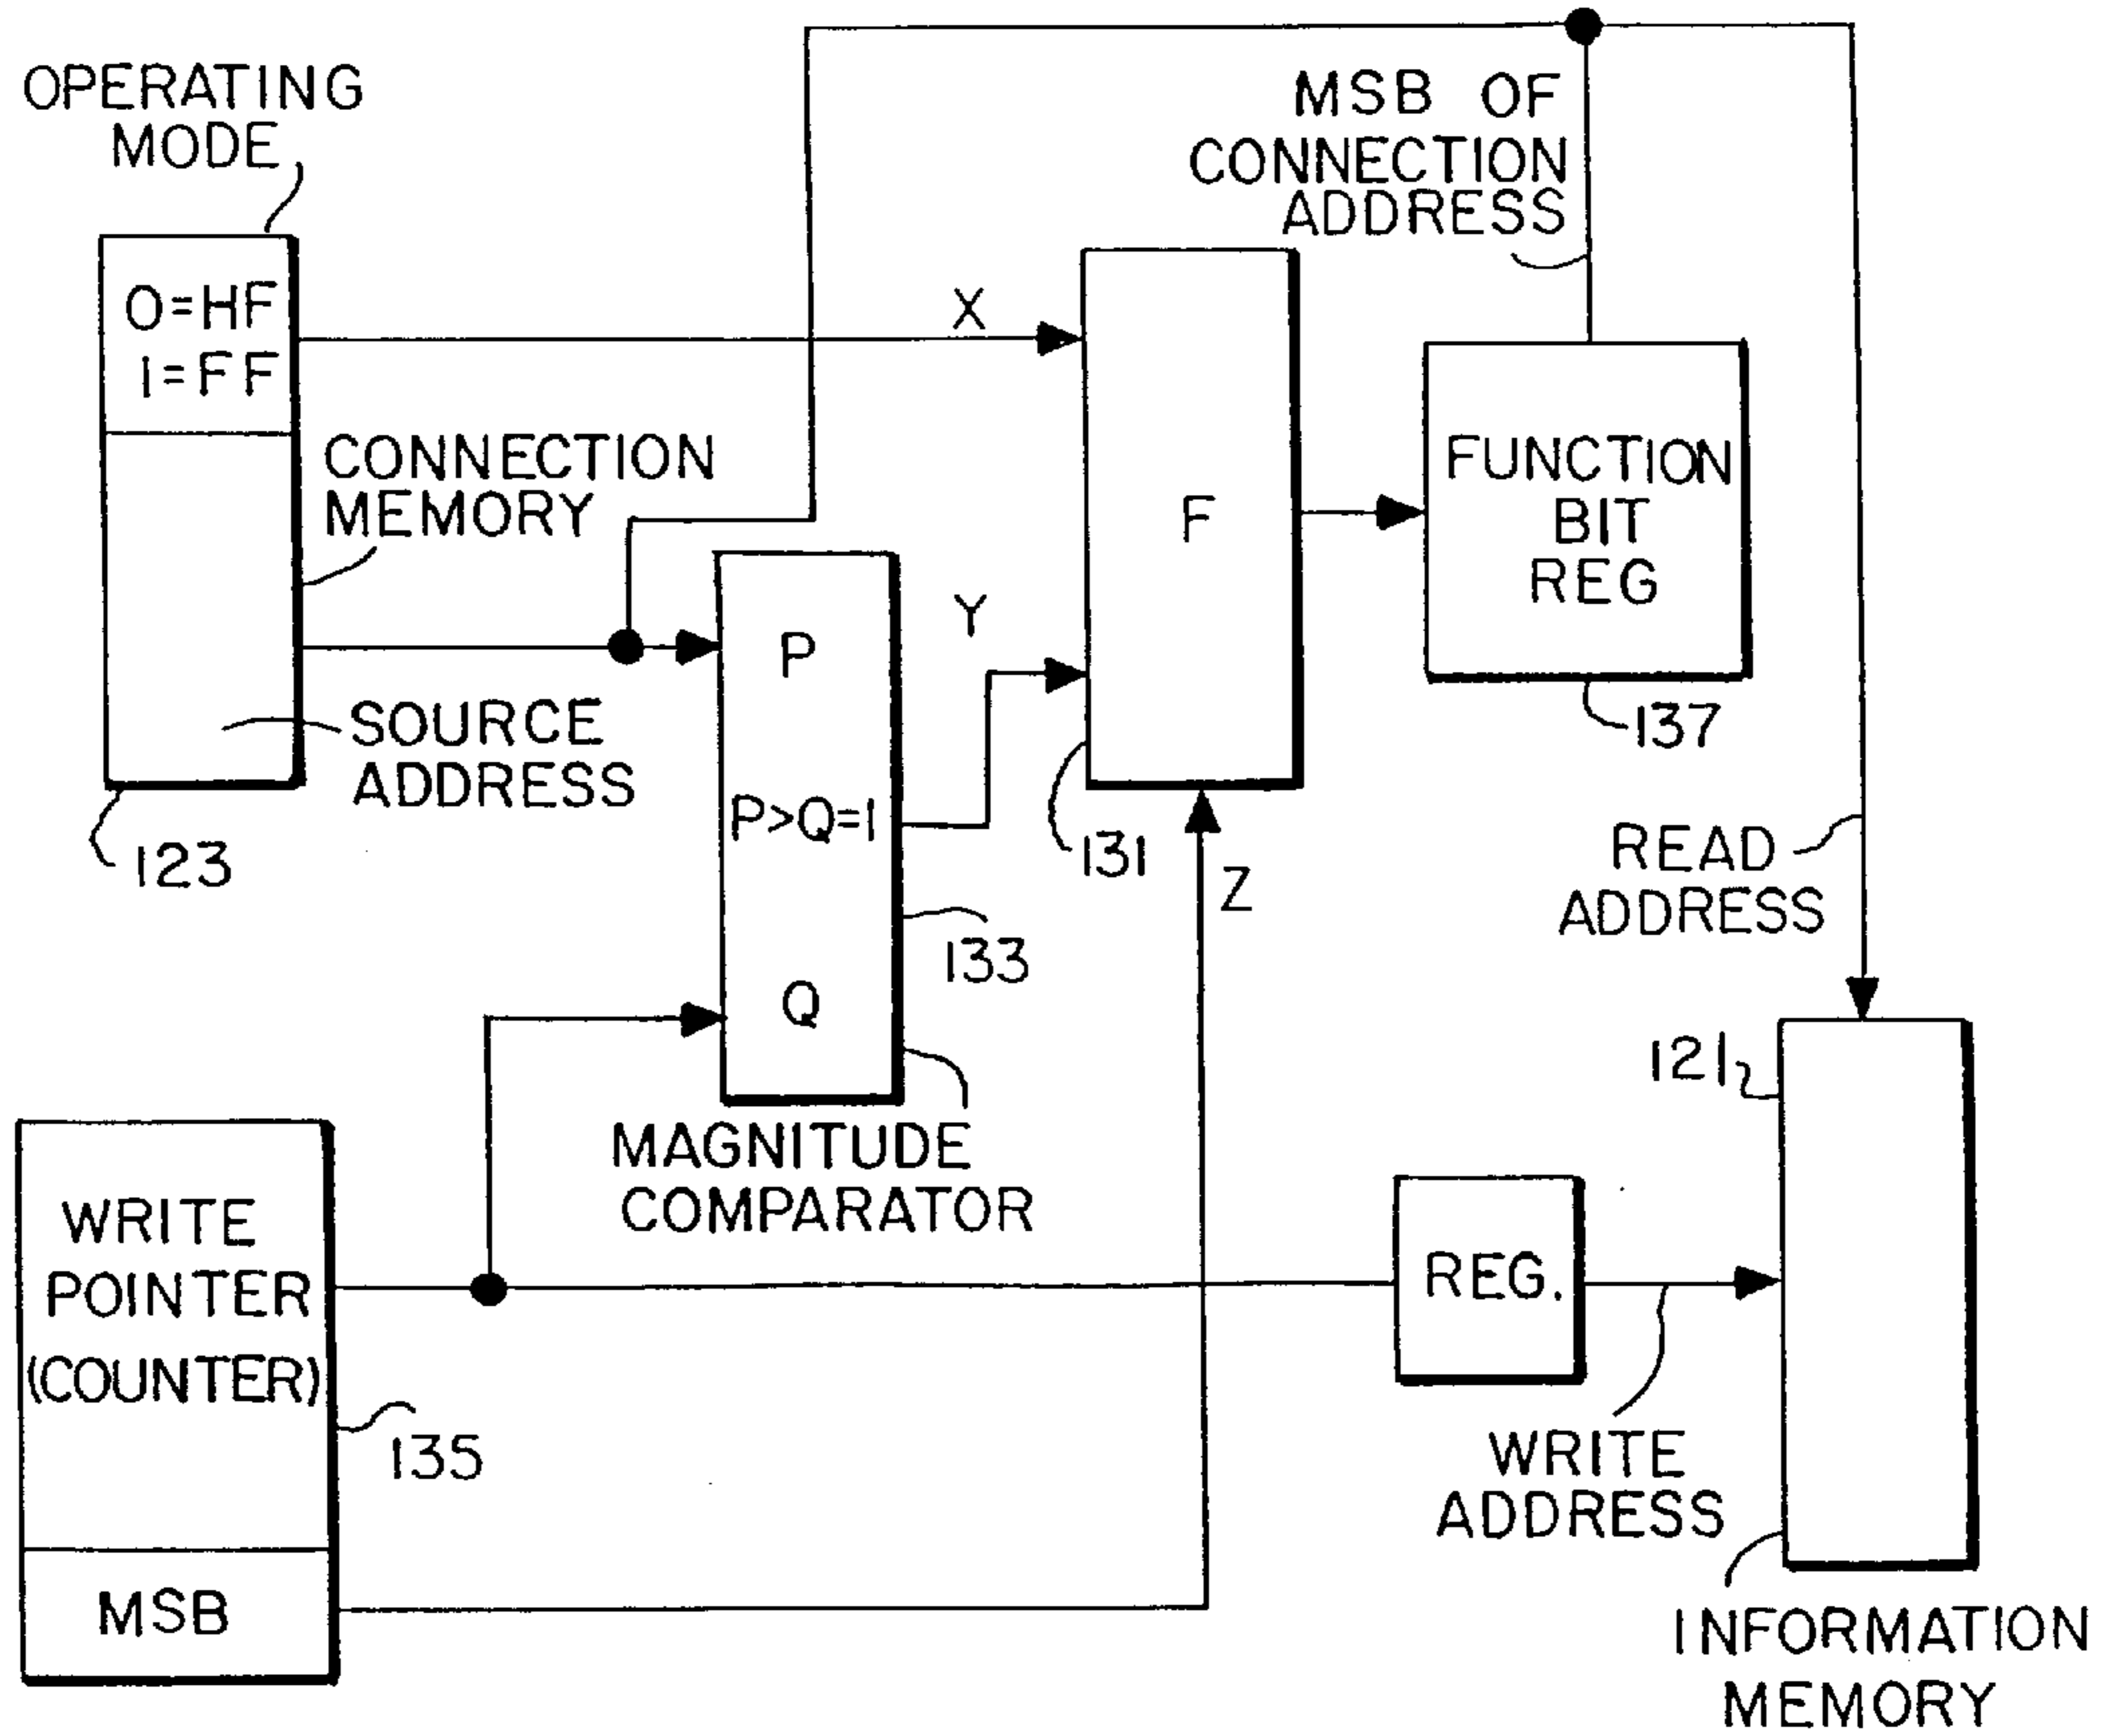 OPERATING
MODE
0=HF
1=FF
CONNECTION
MEMORY
SOURCE
ADDRESS
123
X
Y
Z
P
P>Q=1
Q
133
MAGNITUDE
COMPARATOR
F
131
MSB OF
CONNECTION
ADDRESS
FUNCTION
BIT
REG
137
READ
ADDRESS
121
WRITE
POINTER
(COUNTER)
135
MSB
REG.
WRITE
ADDRESS
INFORMATION
MEMORY